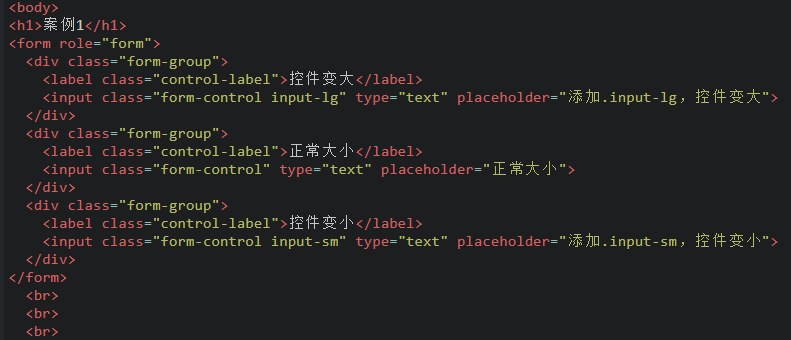 <body>
<h1>案例1</h1>
<form role="form">
<div class="form-group">
<label class="control-label">控件变大</label>
<input class="form-control input-lg" type="text" placeholder="添加.input-lg，控件变大">
</div>
<div class="form-group">
<label class="control-label">正常大小</label>
<input class="form-control" type="text" placeholder="正常大小">
</div>
<div class="form-group">
<label class="control-label">控件变小</label>
<input class="form-control input-sm" type="text" placeholder="添加.input-sm，控件变小">
</div>
</form>
<br>
<br>
<br>